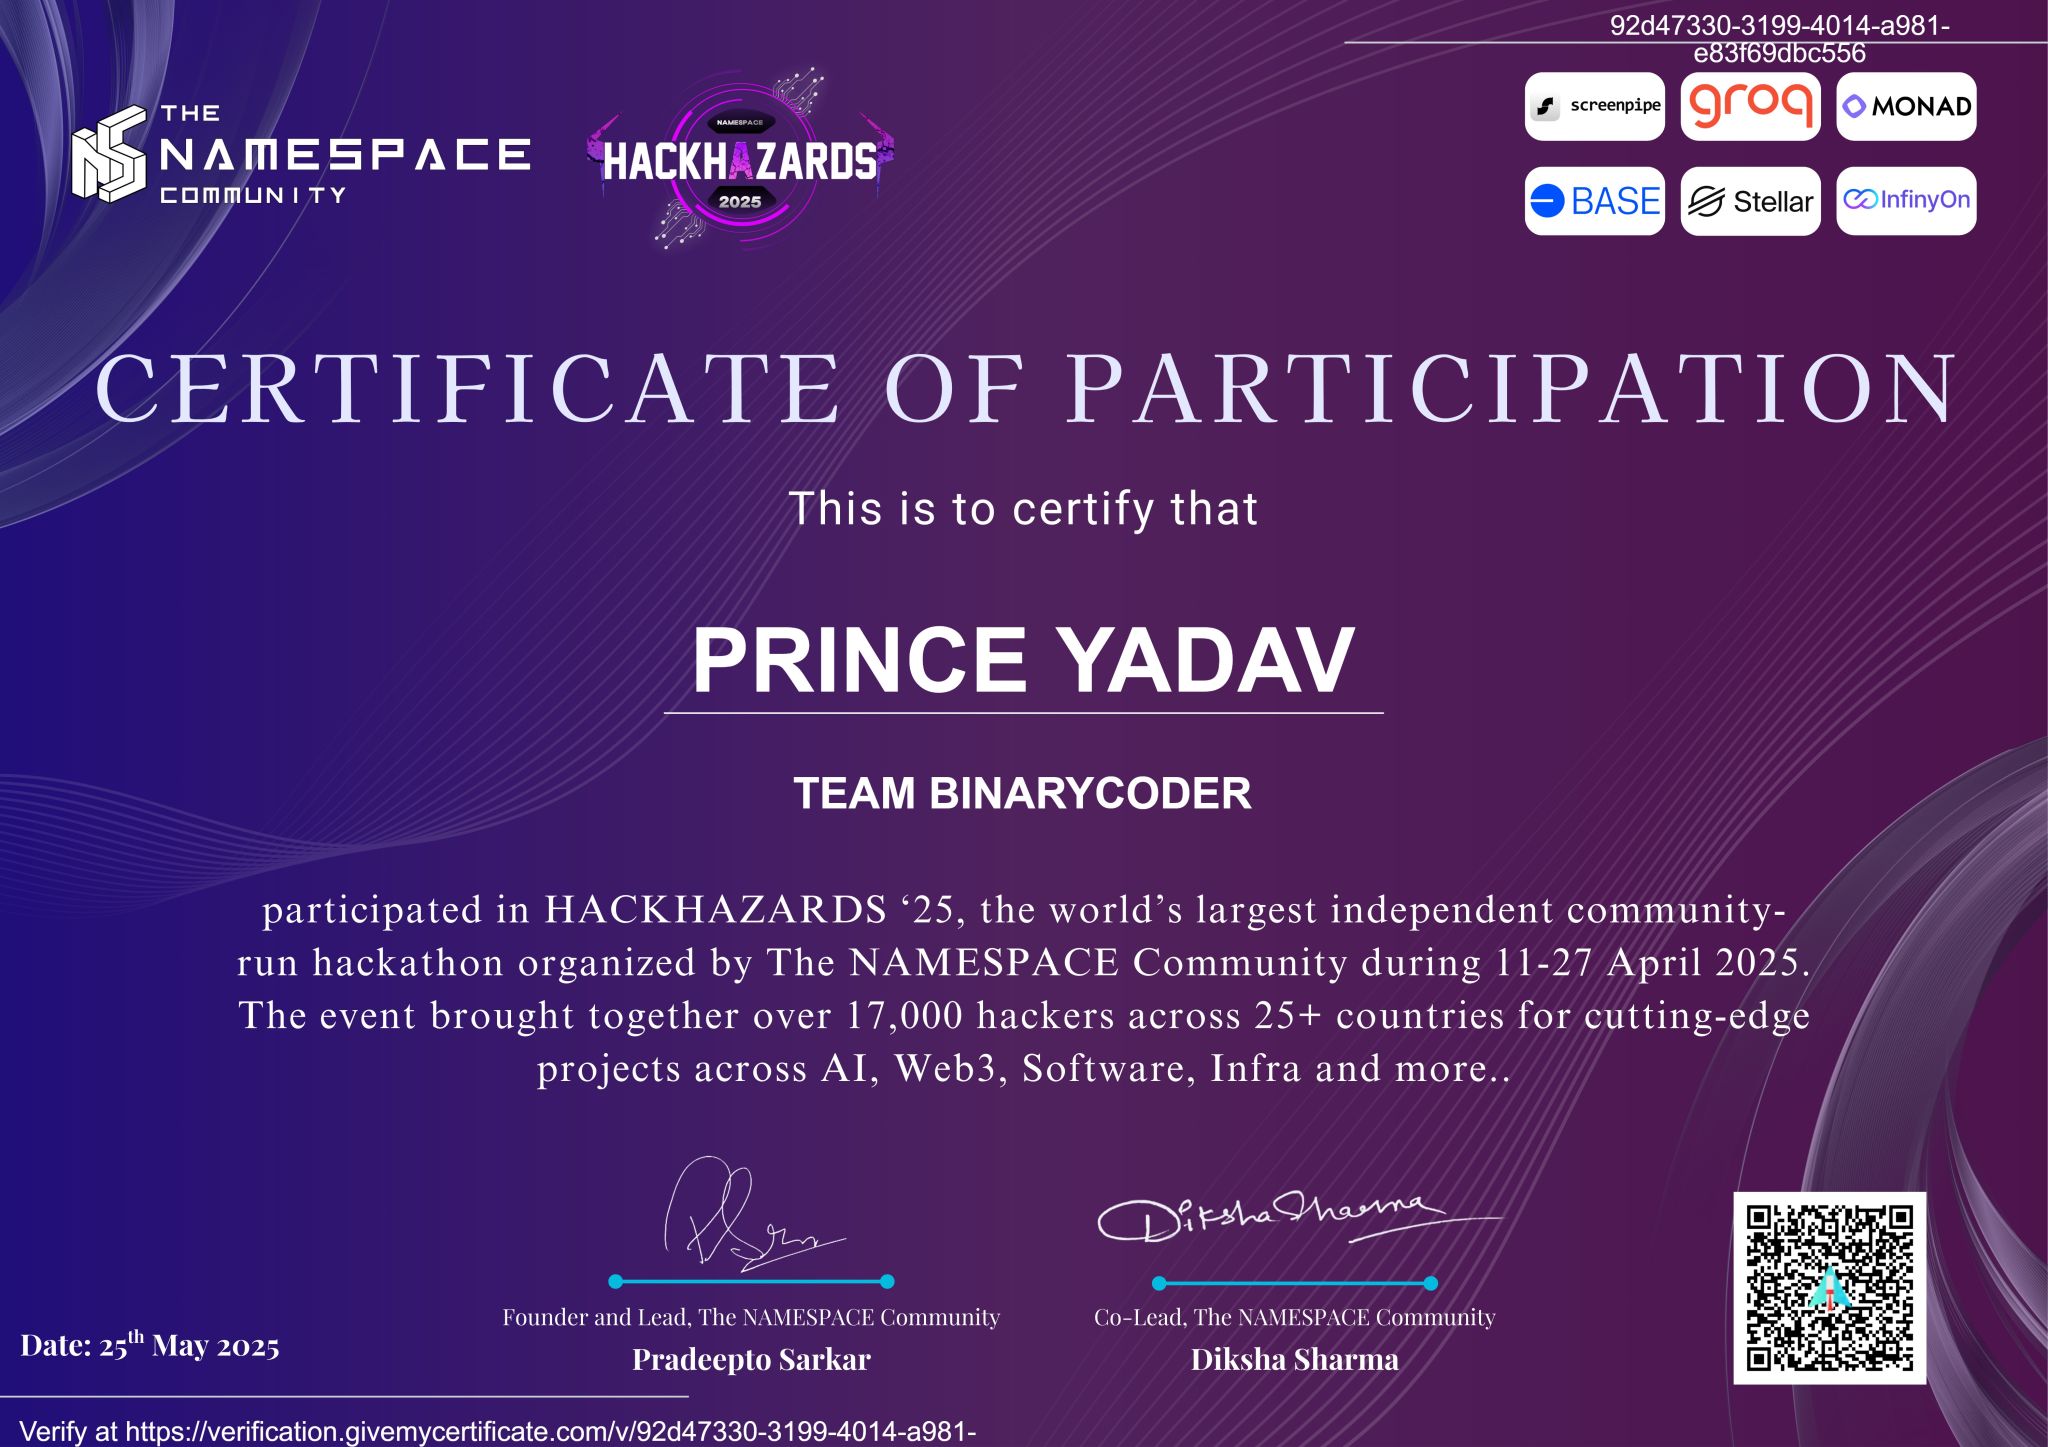 92d47330-3199-4014-a981-
e83f69dbc556
THE
NAMESPACE
COMMUNITY
NAMESPACE
HACKHAZARDS
2025
screenpipe
groq
MONAD
BASE
Stellar
InfinyOn
CERTIFICATE OF PARTICIPATION
This is to certify that
PRINCE YADAV
TEAM BINARYCODER
participated in HACKHAZARDS ‘25, the world’s largest independent community-
run hackathon organized by The NAMESPACE Community during 11-27 April 2025.
The event brought together over 17,000 hackers across 25+ countries for cutting-edge
projects across AI, Web3, Software, Infra and more..
Diksha Sharma
Founder and Lead, The NAMESPACE Community
Pradeepto Sarkar
Co-Lead, The NAMESPACE Community
Diksha Sharma
Date: 25th May 2025
Verify at https://verification.givemycertificate.com/v/92d47330-3199-4014-a981-